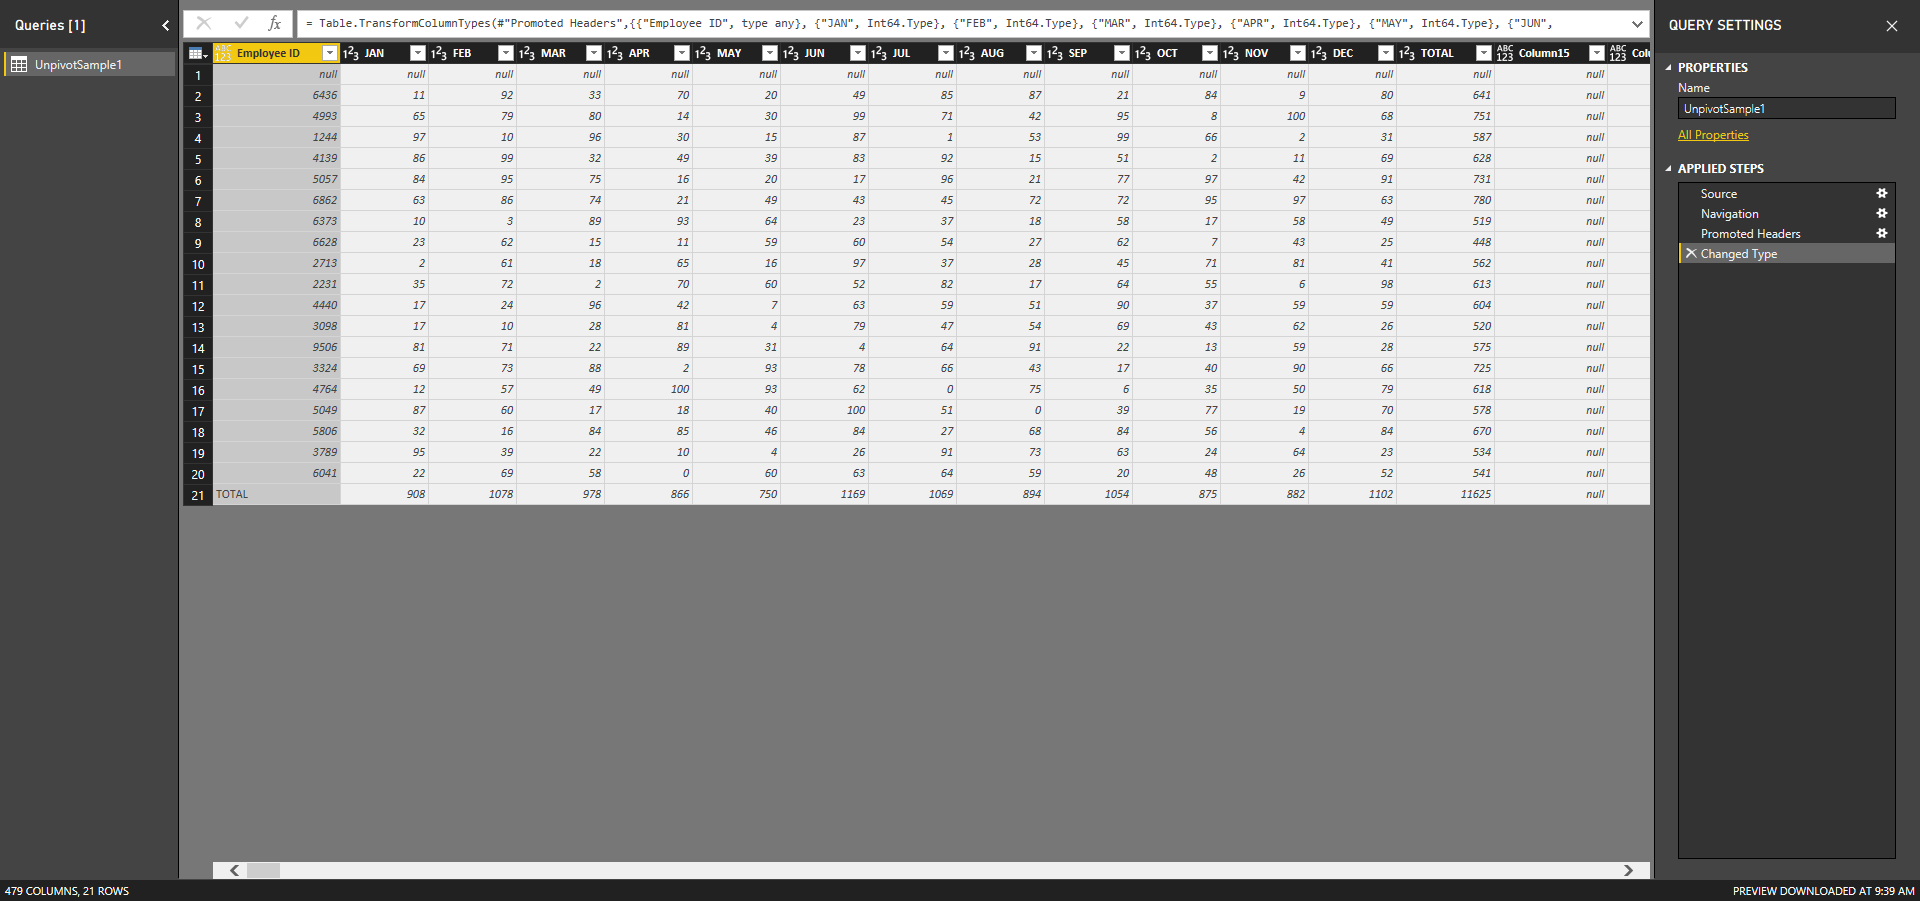 Queries [1]
UnpivotSample1
fx = Table.TransformColumnTypes(#"Promoted Headers",{{"Employee ID", type any}, {"JAN", Int64.Type}, {"FEB", Int64.Type}, {"MAR", Int64.Type}, {"APR", Int64.Type}, {"MAY", Int64.Type}, {"JUN",
ABC 123 Employee ID 123 JAN 123 FEB 123 MAR 123 APR 123 MAY 123 JUN 123 JUL 123 AUG 123 SEP 123 OCT 123 NOV 123 DEC 123 TOTAL ABC 123 Column15 ABC 123 Colu
1 null null null null null null null null null null null null null null null
2 6436 11 92 33 70 20 49 85 87 21 84 9 80 641 null
3 4993 65 79 80 14 30 99 71 42 95 8 100 68 751 null
4 1244 97 10 96 30 15 87 1 53 99 66 2 31 587 null
5 4139 86 99 32 49 39 83 92 15 51 2 11 69 628 null
6 5057 84 95 75 16 20 17 96 21 77 97 42 91 731 null
7 6862 63 86 74 21 49 43 45 72 72 95 97 63 780 null
8 6373 10 3 89 93 64 23 37 18 58 17 58 49 519 null
9 6628 23 62 15 11 59 60 54 27 62 7 43 25 448 null
10 2713 2 61 18 65 16 97 37 28 45 71 81 41 562 null
11 2231 35 72 2 70 60 52 82 17 64 55 6 98 613 null
12 4440 17 24 96 42 7 63 59 51 90 37 59 59 604 null
13 3098 17 10 28 81 4 79 47 54 69 43 62 26 520 null
14 9506 81 71 22 89 31 4 64 91 22 13 59 28 575 null
15 3324 69 73 88 2 93 78 66 43 17 40 90 66 725 null
16 4764 12 57 49 100 93 62 0 75 6 35 50 79 618 null
17 5049 87 60 17 18 40 100 51 0 39 77 19 70 578 null
18 5806 32 16 84 85 46 84 27 68 84 56 4 84 670 null
19 3789 95 39 22 10 4 26 91 73 63 24 64 23 534 null
20 6041 22 69 58 0 60 63 64 59 20 48 26 52 541 null
21 TOTAL 908 1078 978 866 750 1169 1069 894 1054 875 882 1102 11625 null
QUERY SETTINGS
PROPERTIES
Name
UnpivotSample1
All Properties
APPLIED STEPS
Source
Navigation
Promoted Headers
Changed Type
479 COLUMNS, 21 ROWS
PREVIEW DOWNLOADED AT 9:39 AM